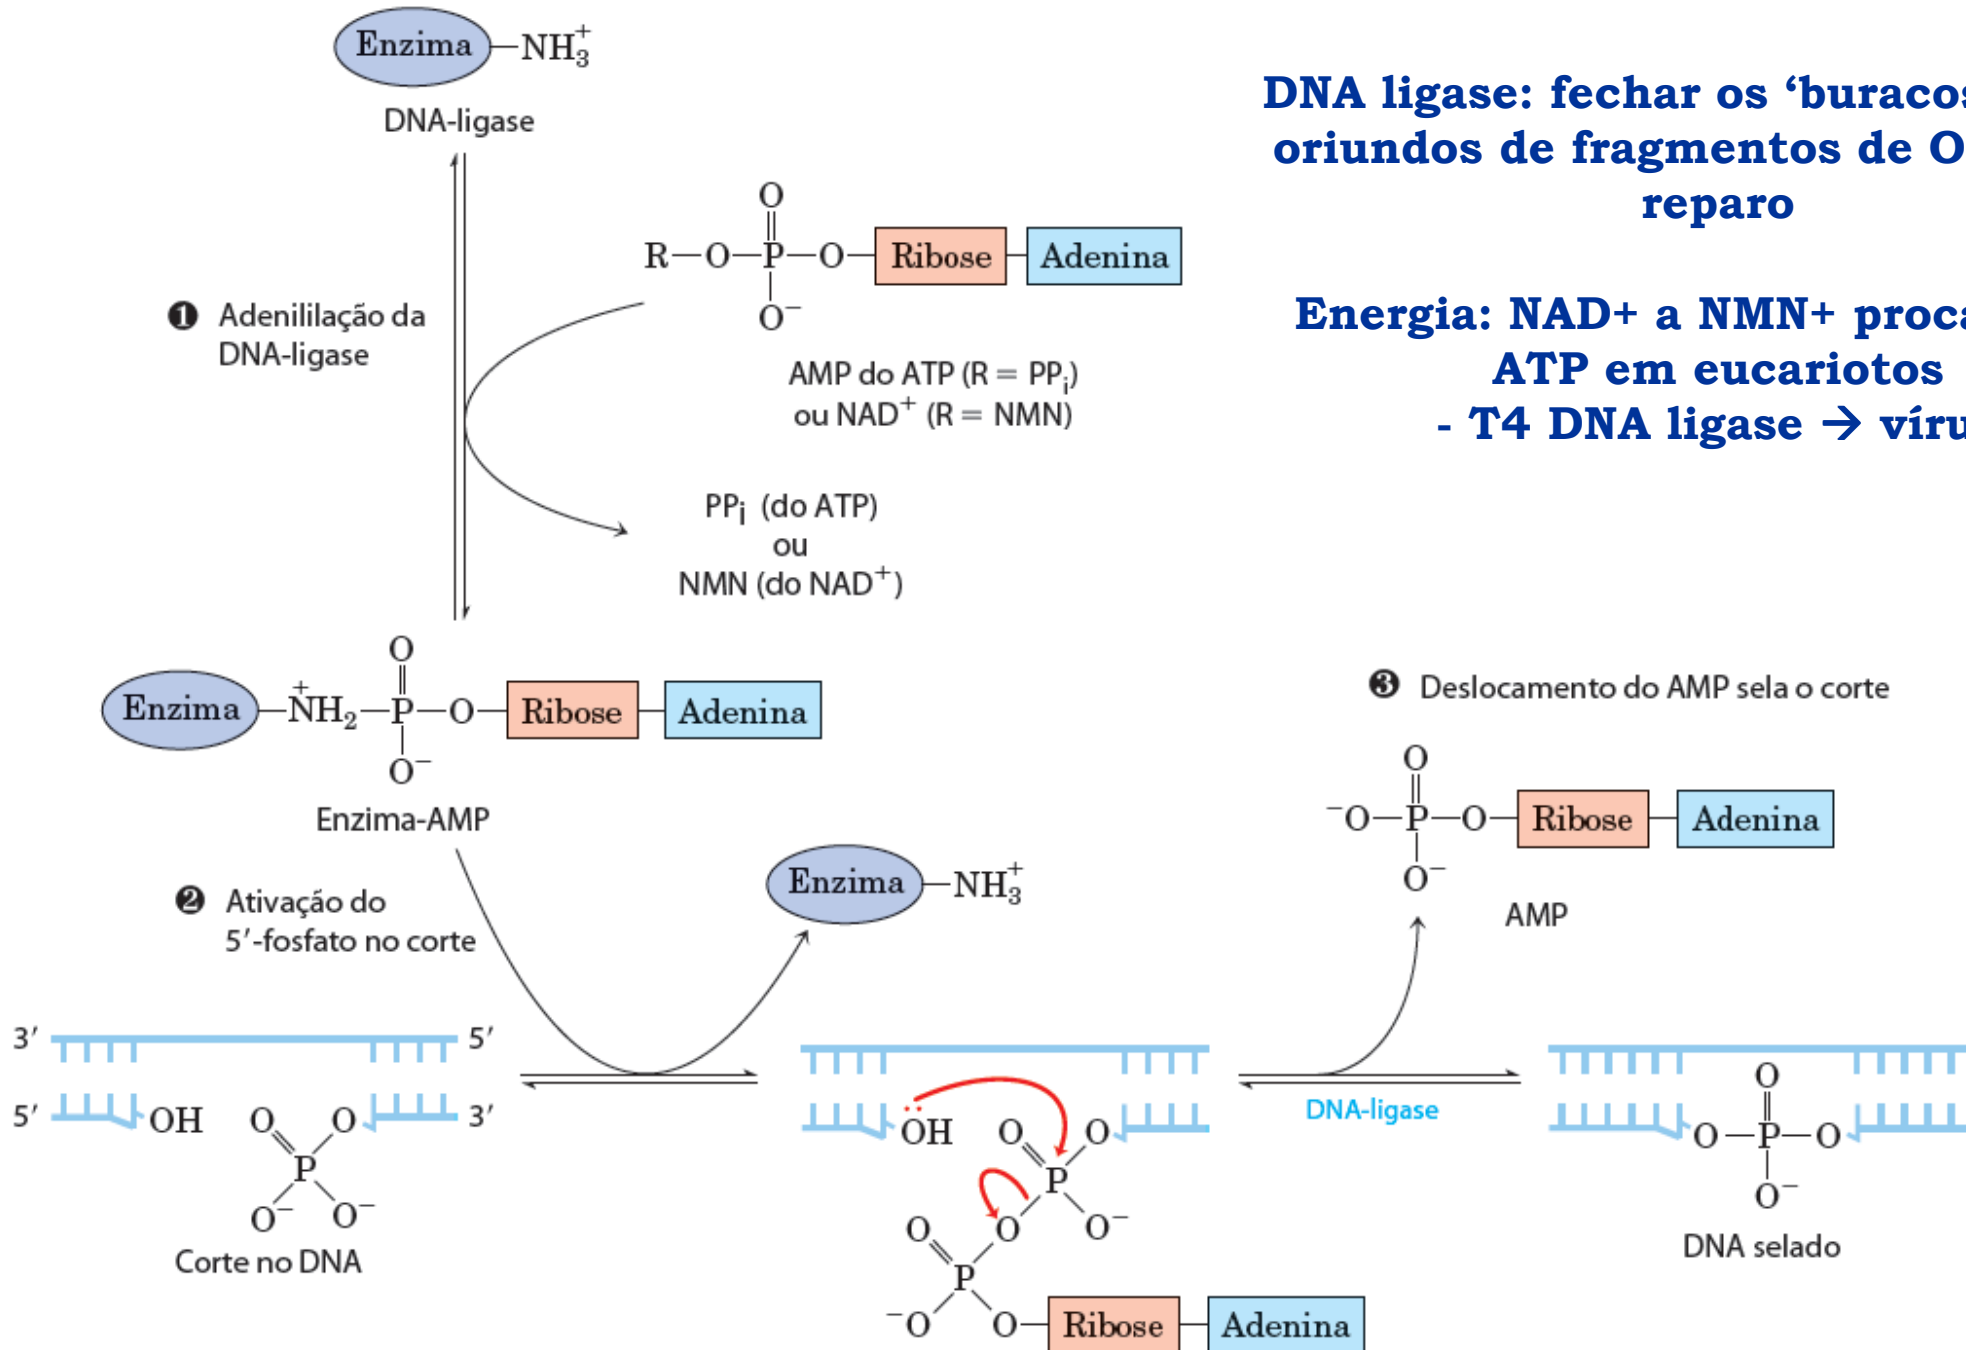 Enzima NH3+
DNA-ligase
DNA ligase: fechar os ‘buracos
oriundos de fragmentos de O
reparo
Energia: NAD+ a NMN+ proca
ATP em eucariotos
- T4 DNA ligase → víru
O
R—O—P—O— Ribose Adenina
O−
❶ Adenililação da
DNA-ligase
AMP do ATP (R = PPi)
ou NAD+ (R = NMN)
PPi (do ATP)
ou
NMN (do NAD+)
O
Enzima —N+H2—P—O— Ribose Adenina
O−
Enzima-AMP
❸ Deslocamento do AMP sela o corte
O
−O—P—O— Ribose Adenina
O−
AMP
❷ Ativação do
5′-fosfato no corte
Enzima NH3+
3′ 5′
5′ OH O O 3′
P
O− O−
Corte no DNA
OH O O
P
O O O−
P
−O O— Ribose Adenina
DNA-ligase
O
O—P—O
O−
DNA selado